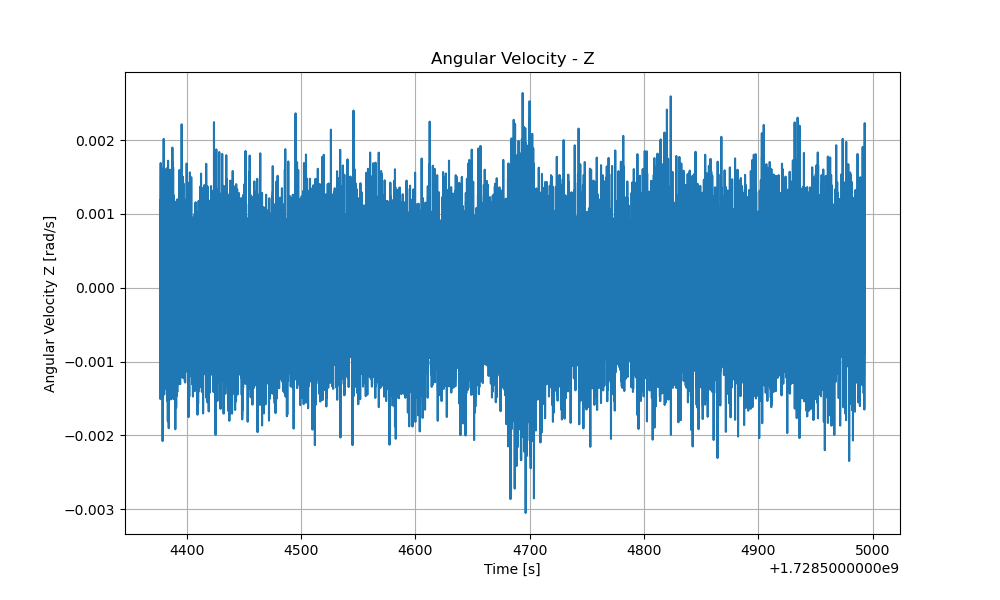 Angular Velocity - Z
Angular Velocity Z [rad/s]
0.002
0.001
0.000
−0.001
−0.002
−0.003
4400 4500 4600 4700 4800 4900 5000
Time [s]
+1.7285000000e9